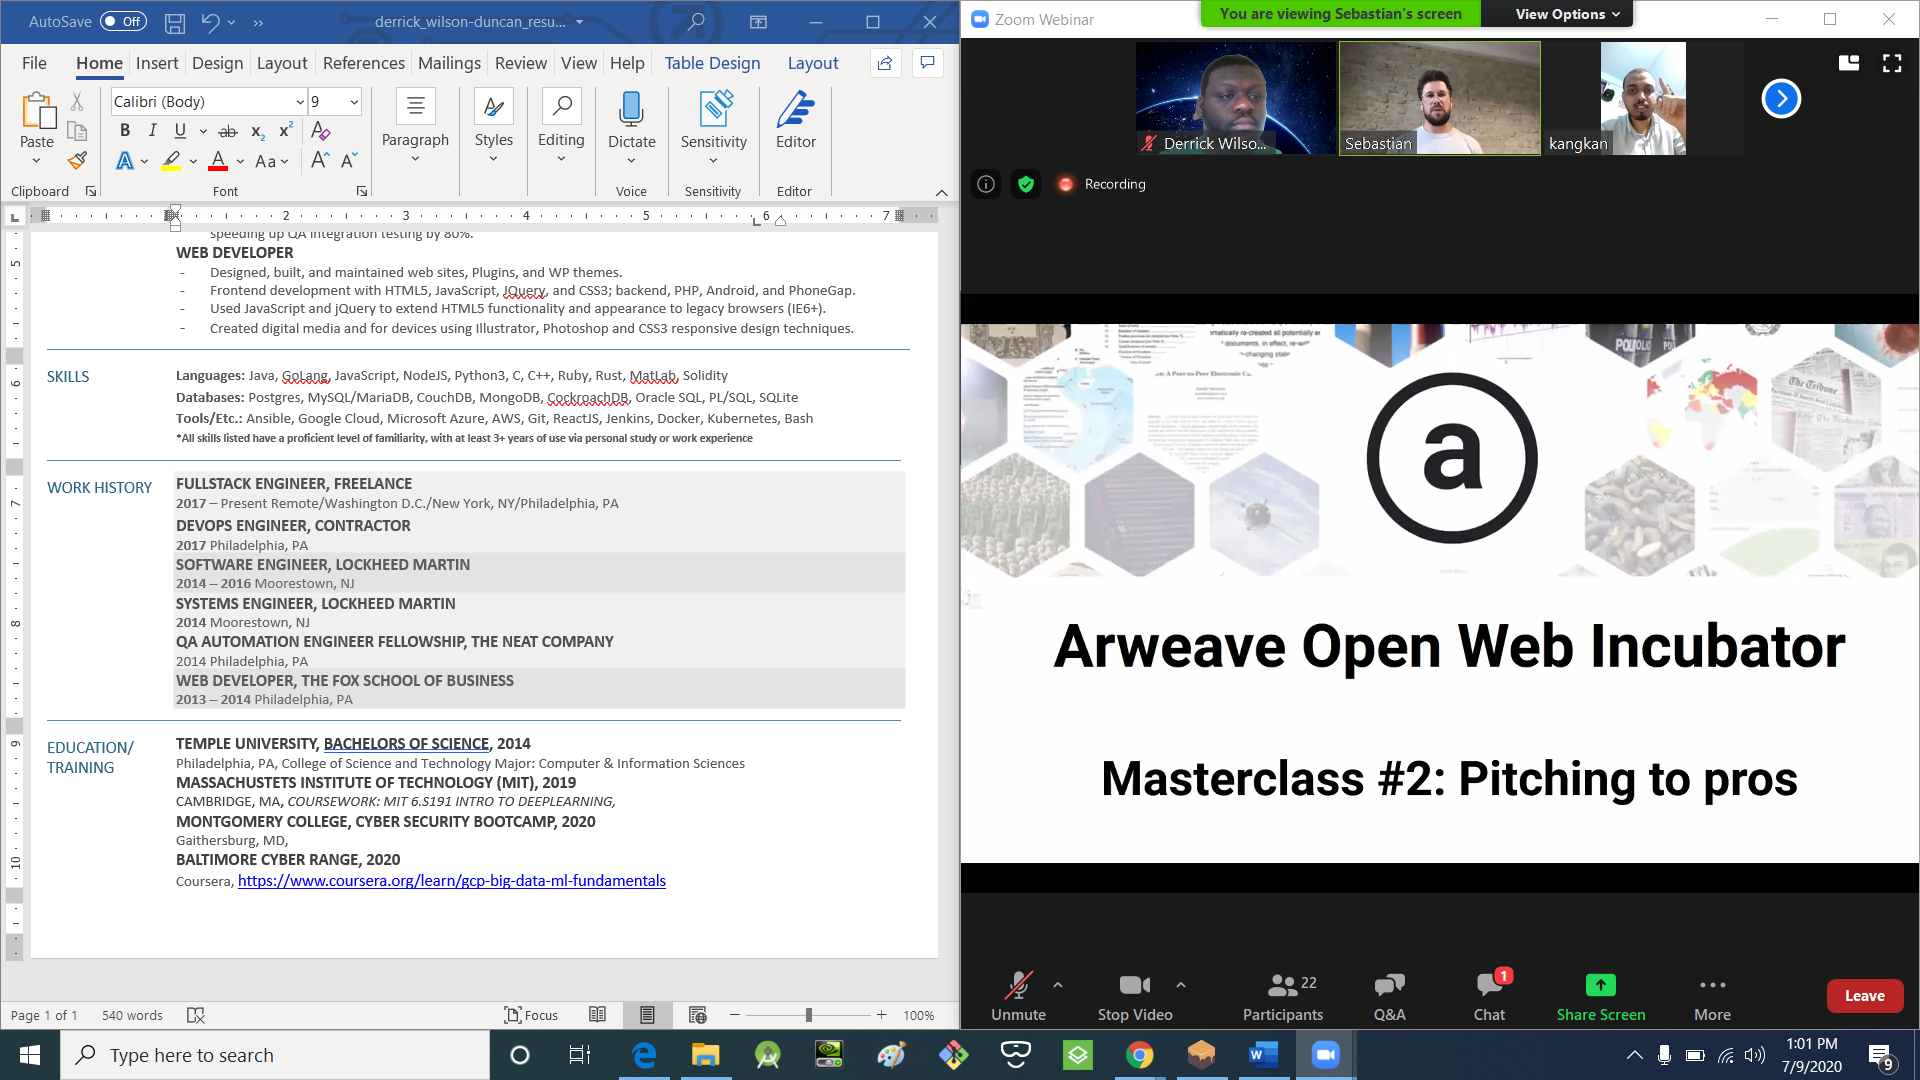 AutoSave Off
derrick_wilson-duncan_resu...
File Home Insert Design Layout References Mailings Review View Help Table Design Layout
Paste
Calibri (Body) 9
Paragraph
Styles
Editing
Dictate
Sensitivity
Editor
Clipboard
Font
Voice
Sensitivity
Editor
2 3 4 5 6 7
speeding up QA integration testing by 80%.
WEB DEVELOPER
- Designed, built, and maintained web sites, Plugins, and WP themes.
- Frontend development with HTML5, JavaScript, JQuery, and CSS3; backend, PHP, Android, and PhoneGap.
- Used JavaScript and jQuery to extend HTML5 functionality and appearance to legacy browsers (IE6+).
- Created digital media and for devices using Illustrator, Photoshop and CSS3 responsive design techniques.
SKILLS
Languages: Java, GoLang, JavaScript, NodeJS, Python3, C, C++, Ruby, Rust, MatLab, Solidity
Databases: Postgres, MySQL/MariaDB, CouchDB, MongoDB, CockroachDB, Oracle SQL, PL/SQL, SQLite
Tools/Etc.: Ansible, Google Cloud, Microsoft Azure, AWS, Git, ReactJS, Jenkins, Docker, Kubernetes, Bash
*All skills listed have a proficient level of familiarity, with at least 3+ years of use via personal study or work experience
WORK HISTORY
FULLSTACK ENGINEER, FREELANCE
2017 – Present Remote/Washington D.C./New York, NY/Philadelphia, PA
DEVOPS ENGINEER, CONTRACTOR
2017 Philadelphia, PA
SOFTWARE ENGINEER, LOCKHEED MARTIN
2014 – 2016 Moorestown, NJ
SYSTEMS ENGINEER, LOCKHEED MARTIN
2014 Moorestown, NJ
QA AUTOMATION ENGINEER FELLOWSHIP, THE NEAT COMPANY
2014 Philadelphia, PA
WEB DEVELOPER, THE FOX SCHOOL OF BUSINESS
2013 – 2014 Philadelphia, PA
EDUCATION/
TRAINING
TEMPLE UNIVERSITY, BACHELORS OF SCIENCE, 2014
Philadelphia, PA, College of Science and Technology Major: Computer & Information Sciences
MASSACHUSTETS INSTITUTE OF TECHNOLOGY (MIT), 2019
CAMBRIDGE, MA, COURSEWORK: MIT 6.S191 INTRO TO DEEPLEARNING,
MONTGOMERY COLLEGE, CYBER SECURITY BOOTCAMP, 2020
Gaithersburg, MD,
BALTIMORE CYBER RANGE, 2020
Coursera, https://www.coursera.org/learn/gcp-big-data-ml-fundamentals
Page 1 of 1 540 words
Focus
100%
Zoom Webinar
You are viewing Sebastian's screen
View Options
Derrick Wilso...
Sebastian
kangkan
Recording
a
Arweave Open Web Incubator
Masterclass #2: Pitching to pros
Unmute
Stop Video
22
Participants
Q&A
1
Chat
Share Screen
More
Leave
Type here to search
1:01 PM
7/9/2020
9